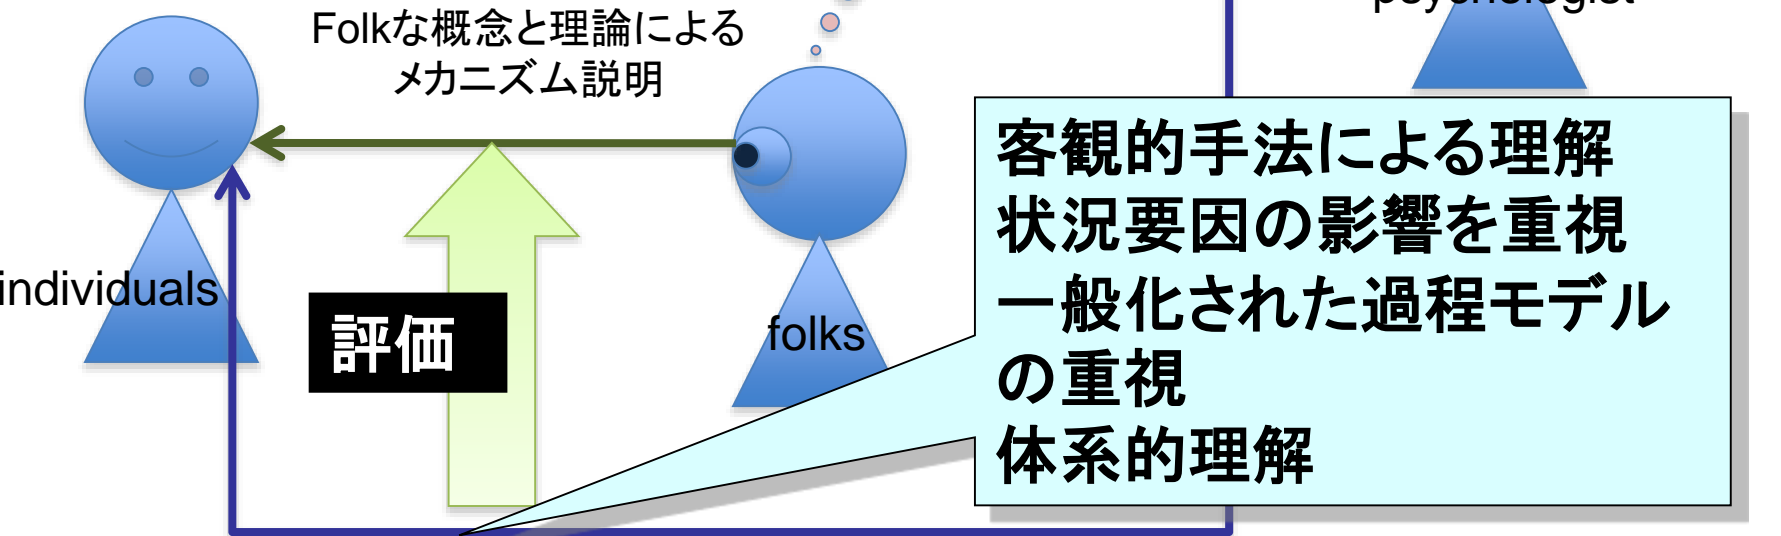 psychologist
Folkな概念と理論による
メカニズム説明
客観的手法による理解
状況要因の影響を重視
一般化された過程モデル
の重視
体系的理解
individuals
評価
folks